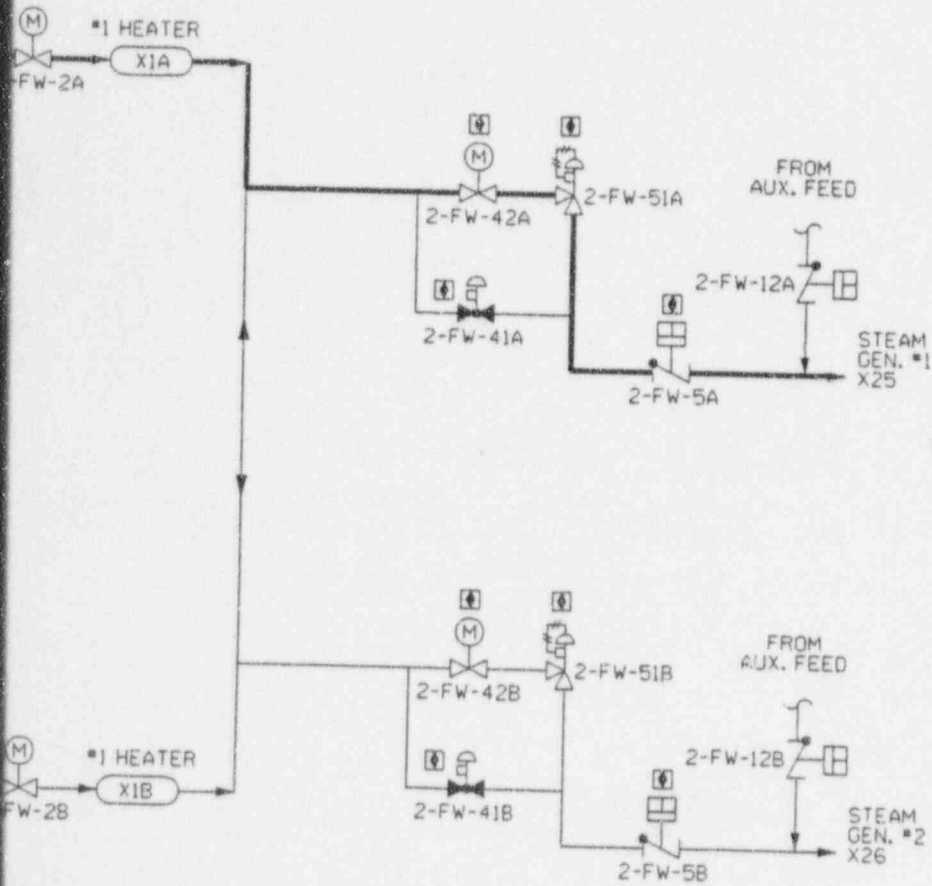 M
#1 HEATER
X1A
-FW-2A
M
2-FW-42A
2-FW-51A
FROM
AUX. FEED
2-FW-12A
2-FW-41A
STEAM
GEN. #1
X25
2-FW-5A
M
2-FW-42B
2-FW-51B
FROM
AUX. FEED
M
#1 HEATER
X1B
FW-2B
2-FW-41B
2-FW-12B
STEAM
GEN. #2
X26
2-FW-5B